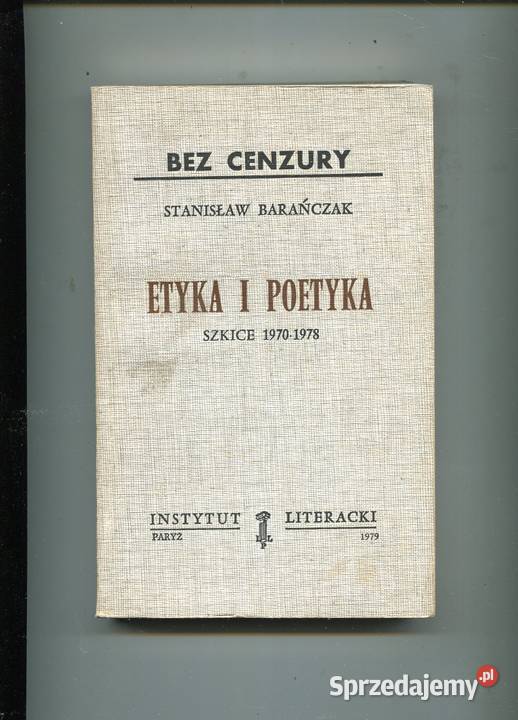 BEZ CENZURY
STANISŁAW BARAŃCZAK
ETYKA I POETYKA
SZKICE 1970-1978
INSTYTUT LITERACKI
PARYŻ 1979
Sprzedajemy.pl